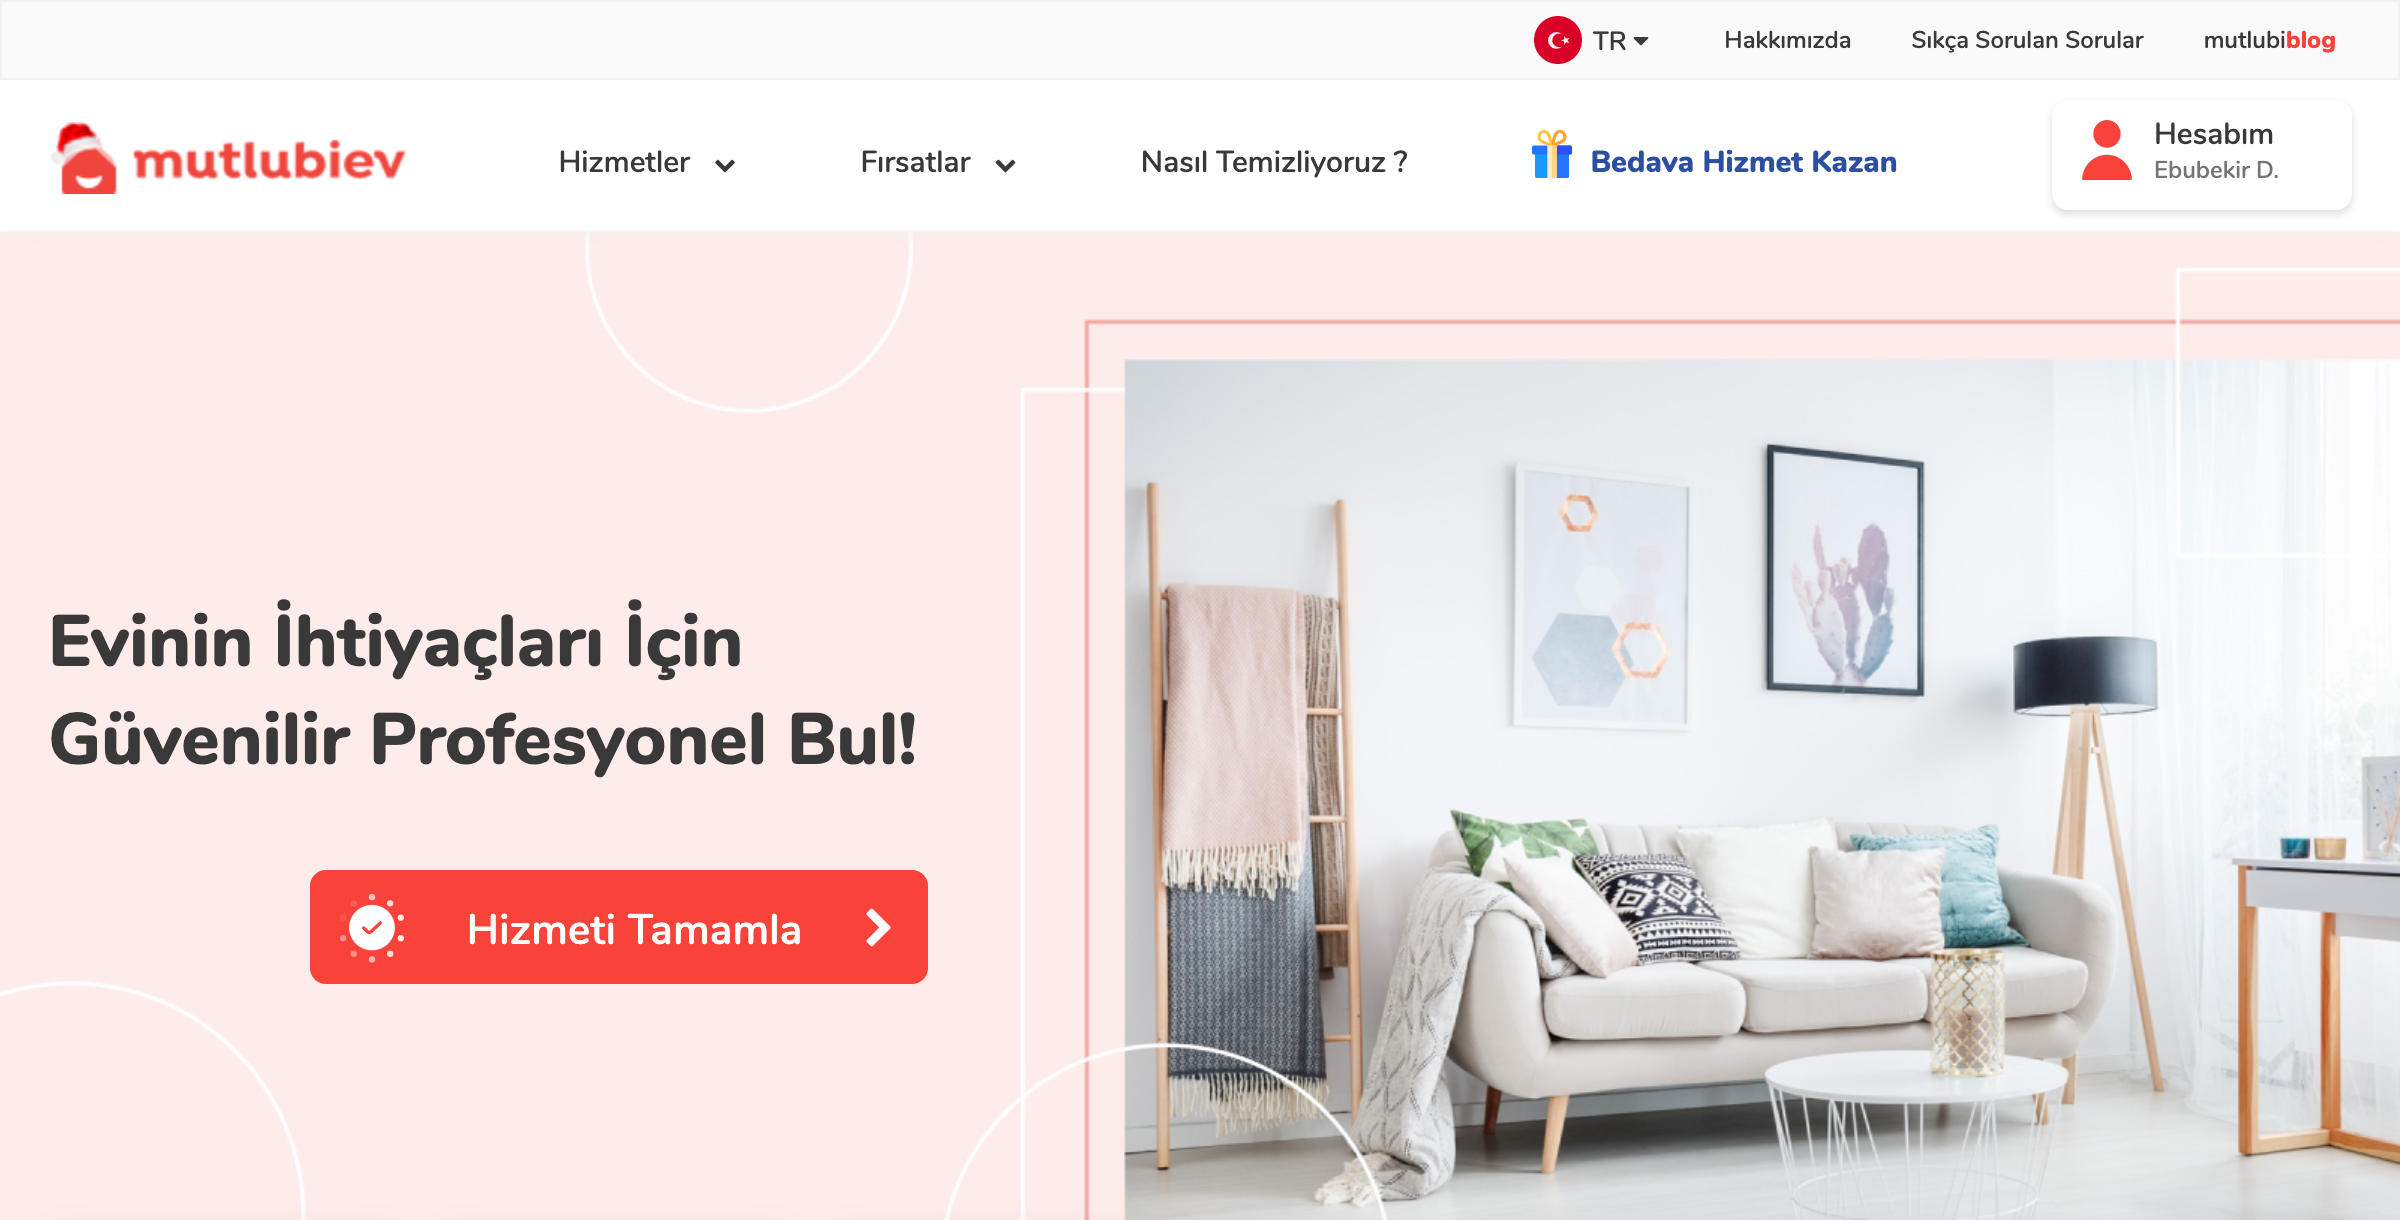 TR
Hakkımızda
Sıkça Sorulan Sorular
mutlubiblog
mutlubiev
Hizmetler
Fırsatlar
Nasıl Temizliyoruz ?
Bedava Hizmet Kazan
Hesabım
Ebubekir D.
Evinin İhtiyaçları İçin
Güvenilir Profesyonel Bul!
Hizmeti Tamamla